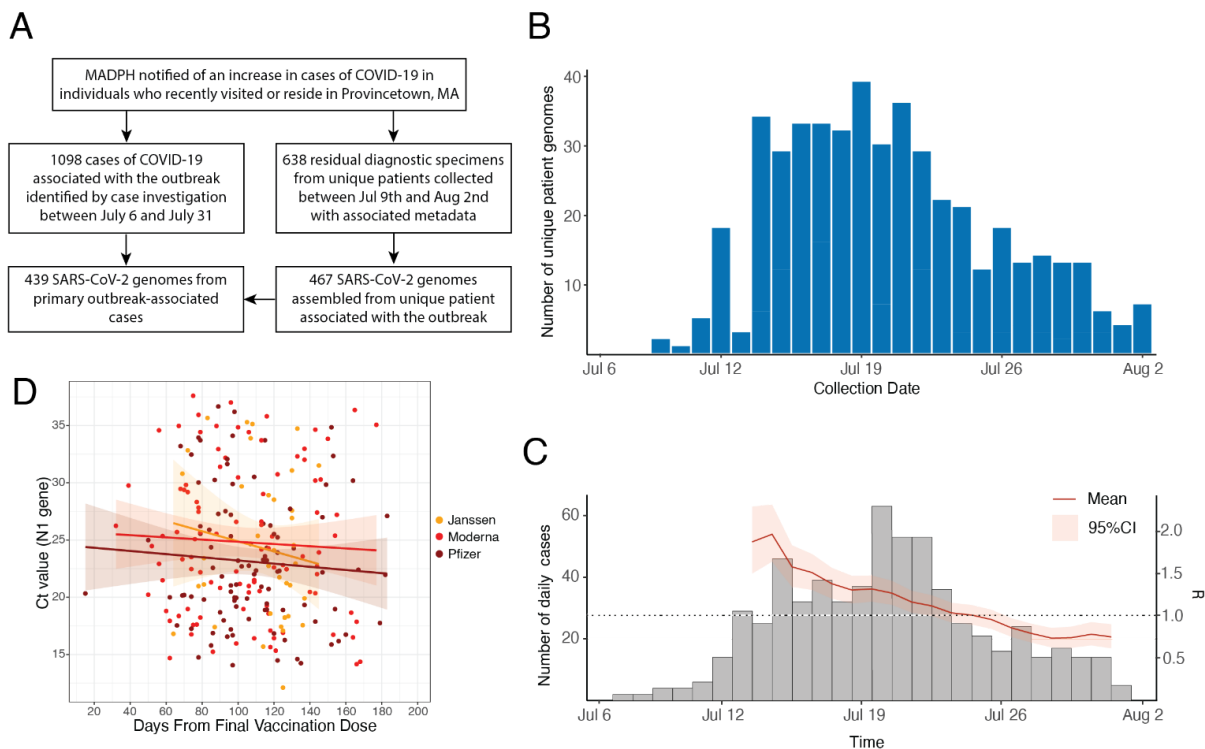 A
MADPH notified of an increase in cases of COVID-19 in
individuals who recently visited or reside in Provincetown, MA
1098 cases of COVID-19
associated with the outbreak
identified by case investigation
between July 6 and July 31
638 residual diagnostic specimens
from unique patients collected
between Jul 9th and Aug 2nd
with associated metadata
439 SARS-CoV-2 genomes from
primary outbreak-associated
cases
467 SARS-CoV-2 genomes
assembled from unique patient
associated with the outbreak
B
Number of unique patient genomes
40
30
20
10
Jul 6
Jul 12
Jul 19
Jul 26
Aug 2
Collection Date
D
Ct value (N1 gene)
35
30
25
20
15
20
40
60
80
100
120
140
160
180
200
Days From Final Vaccination Dose
Janssen
Moderna
Pfizer
C
Number of daily cases
60
40
20
Mean
95%CI
2.0
1.5
1.0
0.5
R
Jul 6
Jul 12
Jul 19
Jul 26
Aug 2
Time